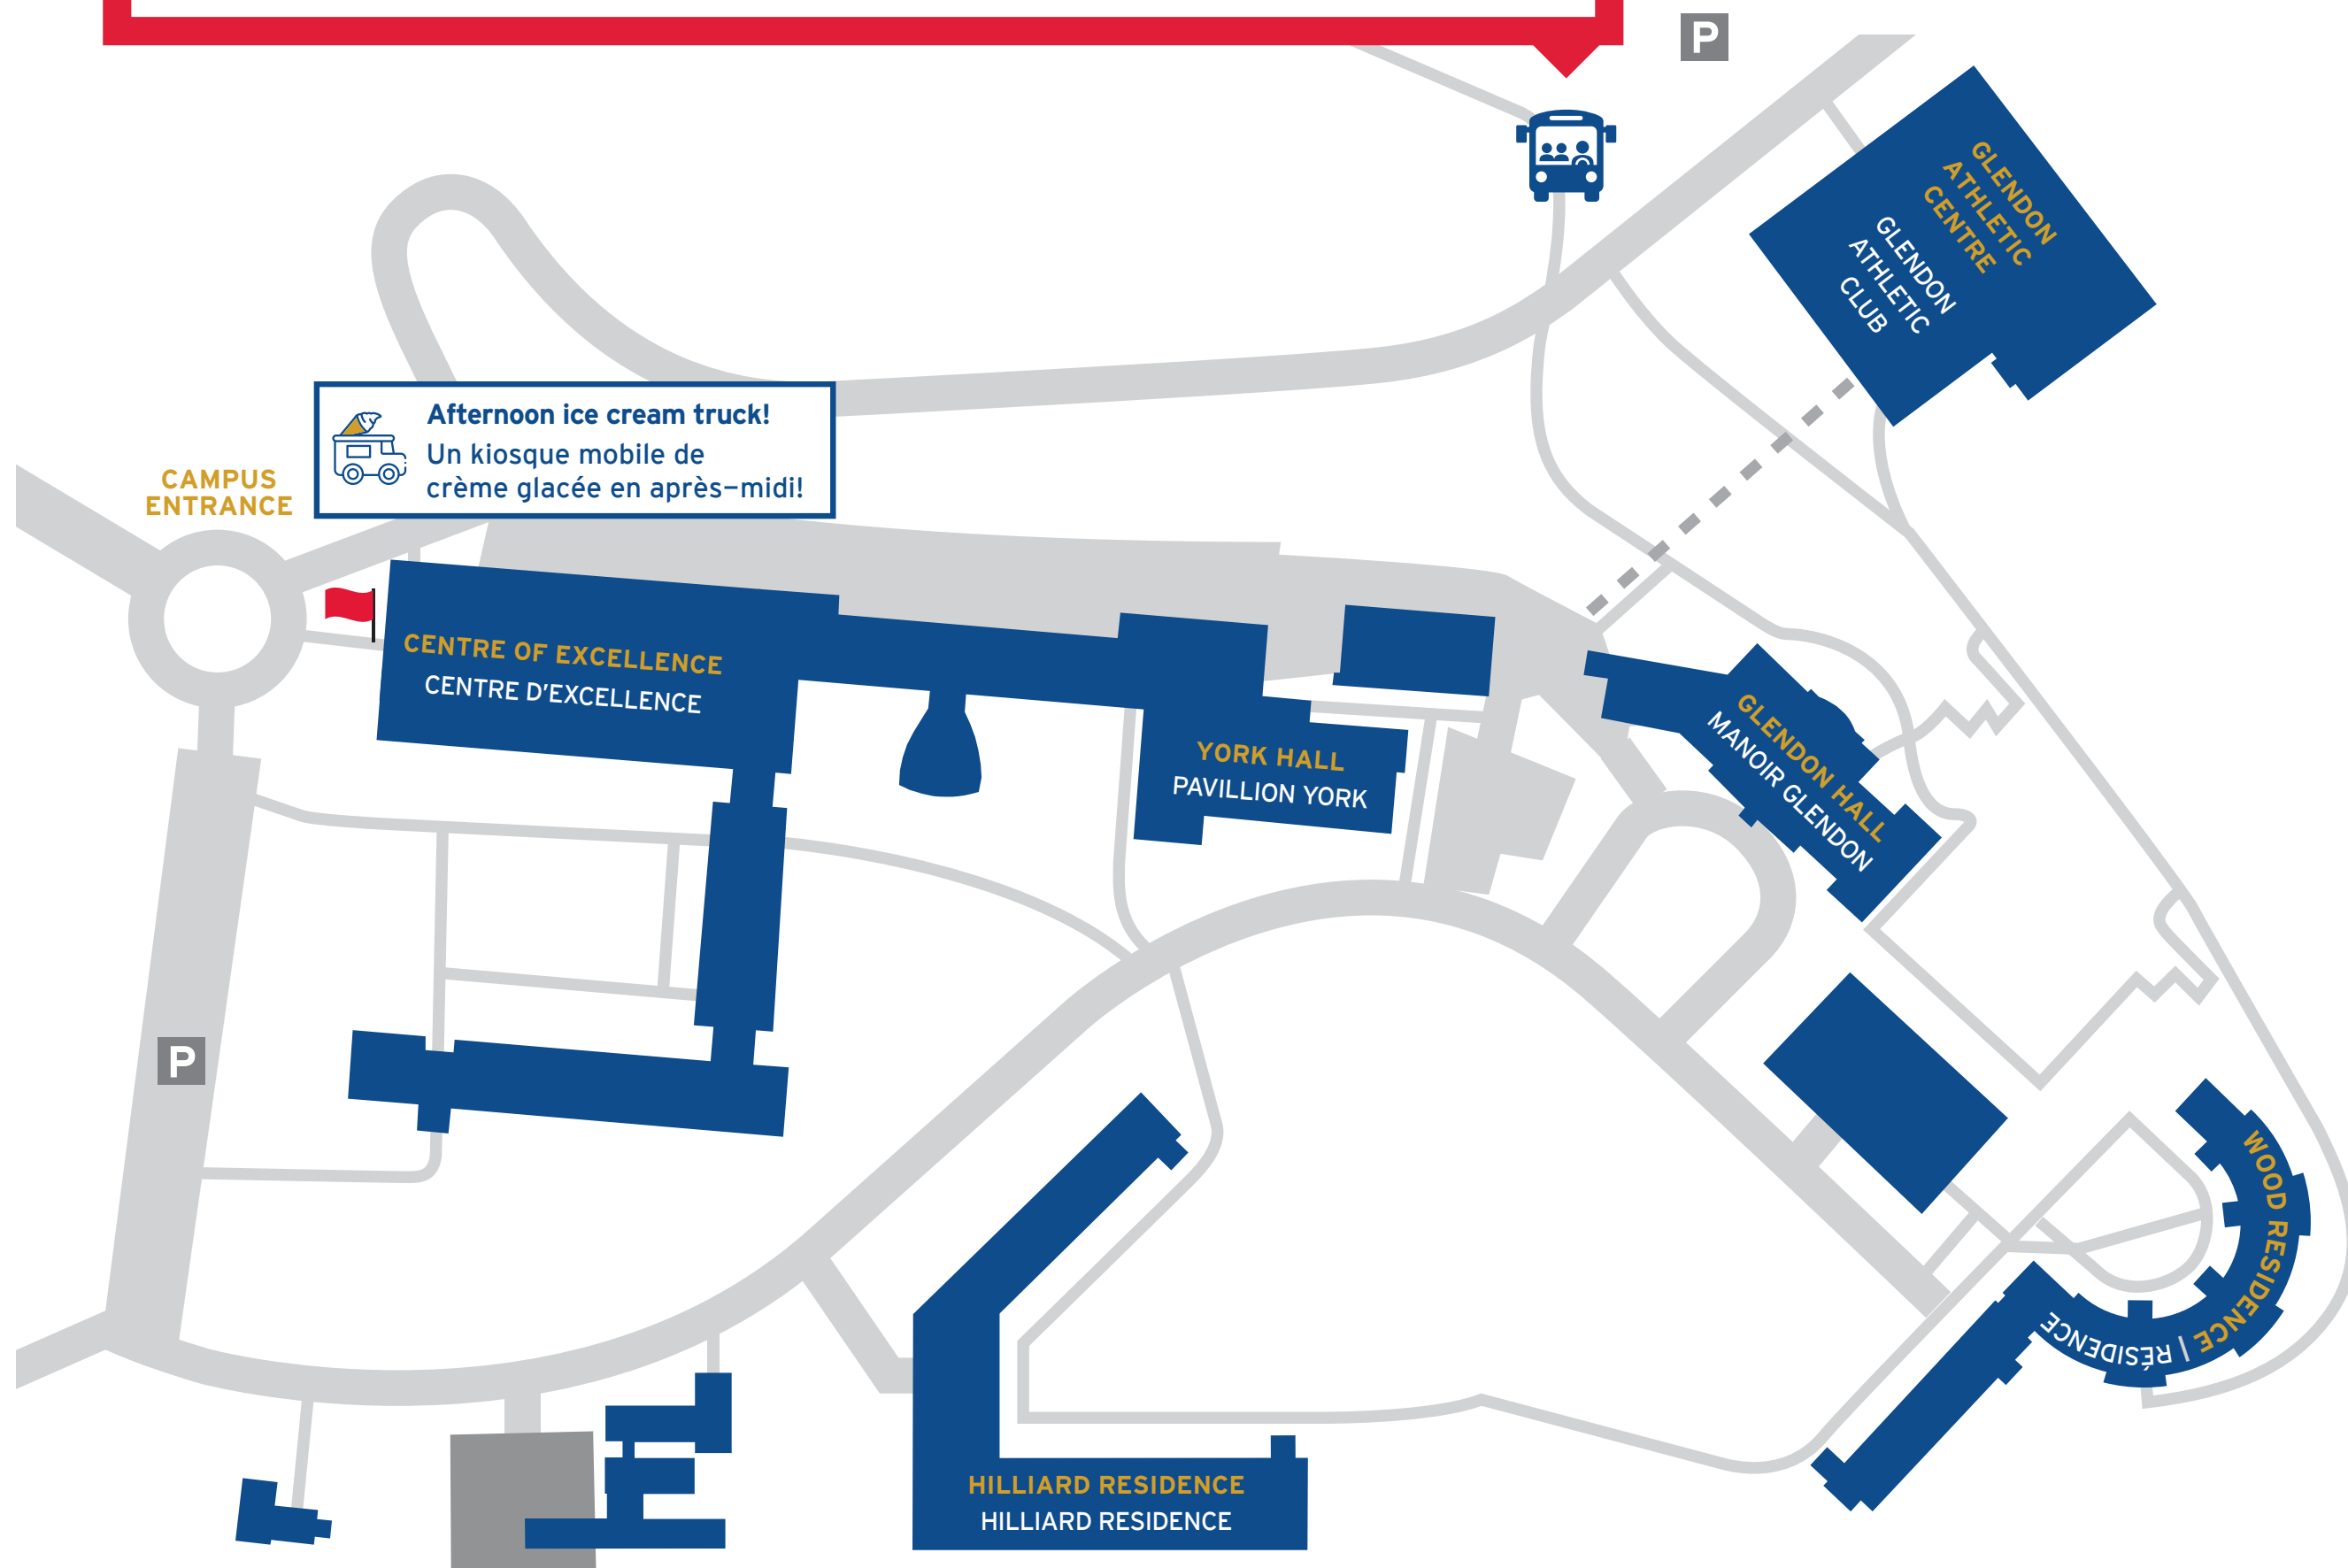 P
GLENDON
ATHLETIC
CENTRE
GLENDON
ATHLETIC
CLUB
Afternoon ice cream truck!
Un kiosque mobile de
crème glacée en après–midi!
CAMPUS
ENTRANCE
CENTRE OF EXCELLENCE
CENTRE D'EXCELLENCE
YORK HALL
PAVILLION YORK
GLENDON HALL
MANOIR GLENDON
P
WOOD RESIDENCE / RÉSIDENCE
HILLIARD RESIDENCE
HILLIARD RESIDENCE